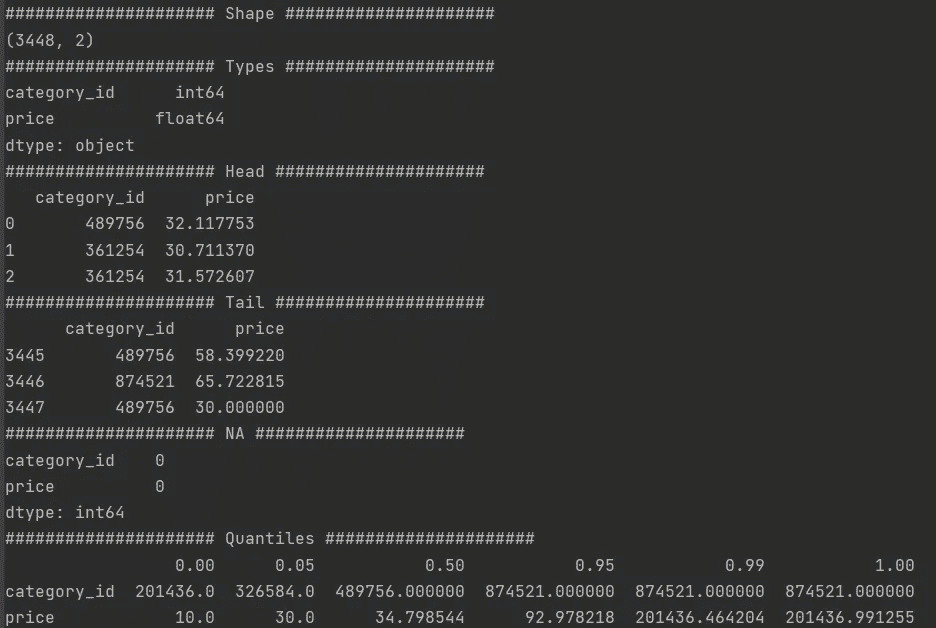 ##################### Shape #####################
(3448, 2)
##################### Types #####################
category_id      int64
price          float64
dtype: object
##################### Head #####################
   category_id      price
0       489756  32.117753
1       361254  30.711370
2       361254  31.572607
##################### Tail #####################
      category_id      price
3445       489756  58.399220
3446       874521  65.722815
3447       489756  30.000000
##################### NA #####################
category_id    0
price          0
dtype: int64
##################### Quantiles #####################
                 0.00      0.05           0.50           0.95           0.99           1.00
category_id  201436.0  326584.0  489756.000000  874521.000000  874521.000000  874521.000000
price            10.0      30.0      34.798544      92.978218  201436.464204  201436.991255